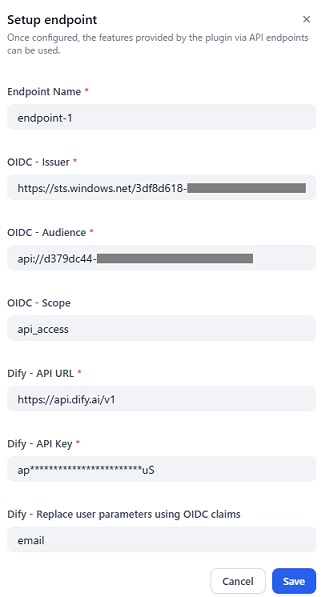 Setup endpoint
Once configured, the features provided by the plugin via API endpoints
can be used.
Endpoint Name *
endpoint-1
OIDC - Issuer *
https://sts.windows.net/3df8d618-
OIDC - Audience *
api://d379dc44-
OIDC - Scope
api_access
Dify - API URL *
https://api.dify.ai/v1
Dify - API Key *
ap************************uS
Dify - Replace user parameters using OIDC claims
email
Cancel Save